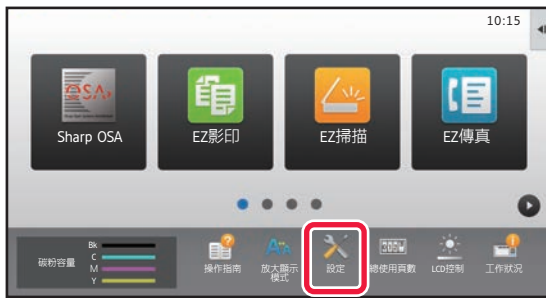 10:15
OSA
Sharp OSA
EZ影印
EZ掃描
EZ傳真
碳粉容量
Bk
C
M
Y
操作指南
放大顯示
模式
設定
總使用頁數
LCD控制
工作狀況